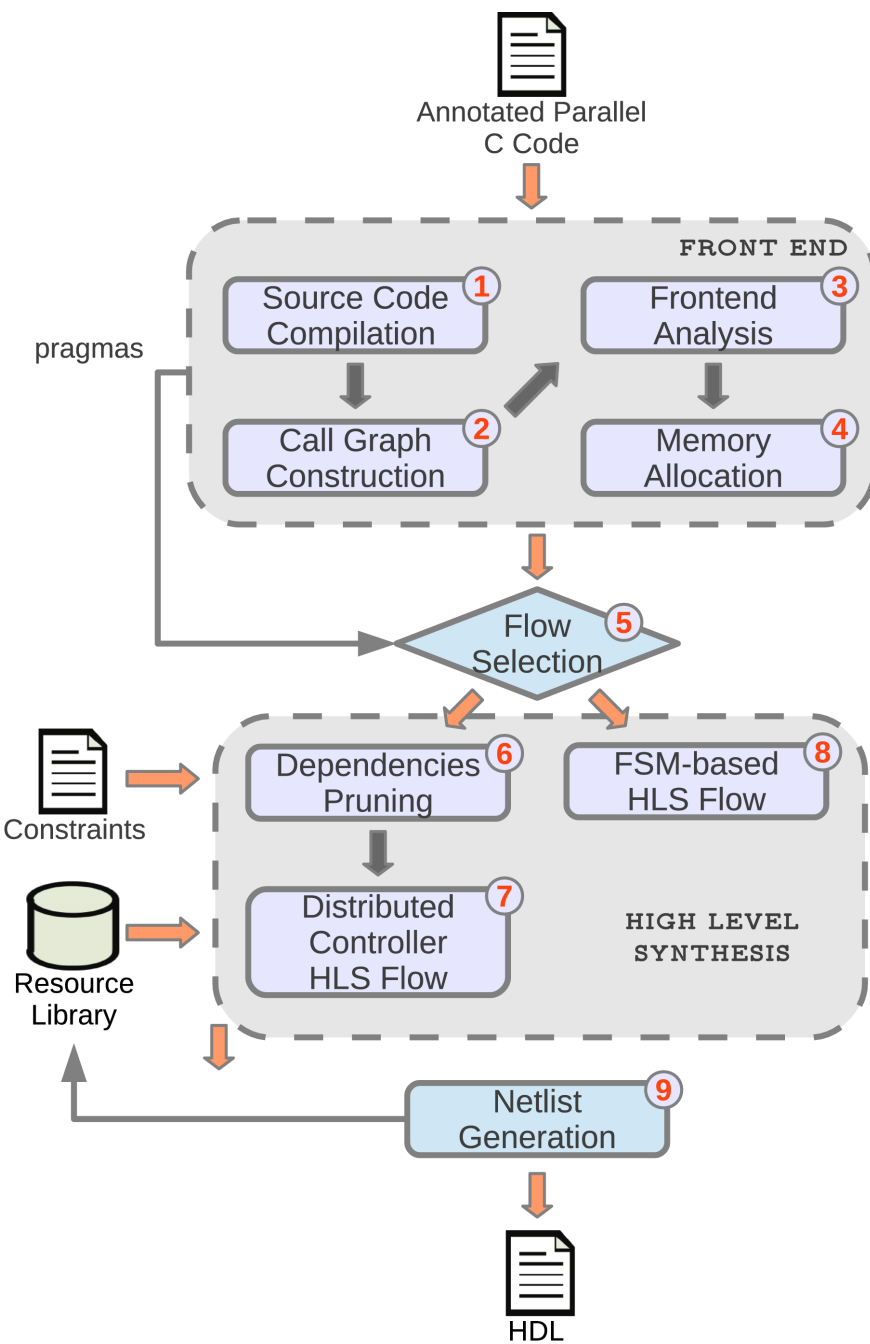 Annotated Parallel
C Code
FRONT END
1
Source Code
Compilation
3
Frontend
Analysis
pragmas
2
Call Graph
Construction
4
Memory
Allocation
5
Flow
Selection
6
Dependencies
Pruning
8
FSM-based
HLS Flow
Constraints
7
Distributed
Controller
HLS Flow
HIGH LEVEL
SYNTHESIS
Resource
Library
9
Netlist
Generation
HDL